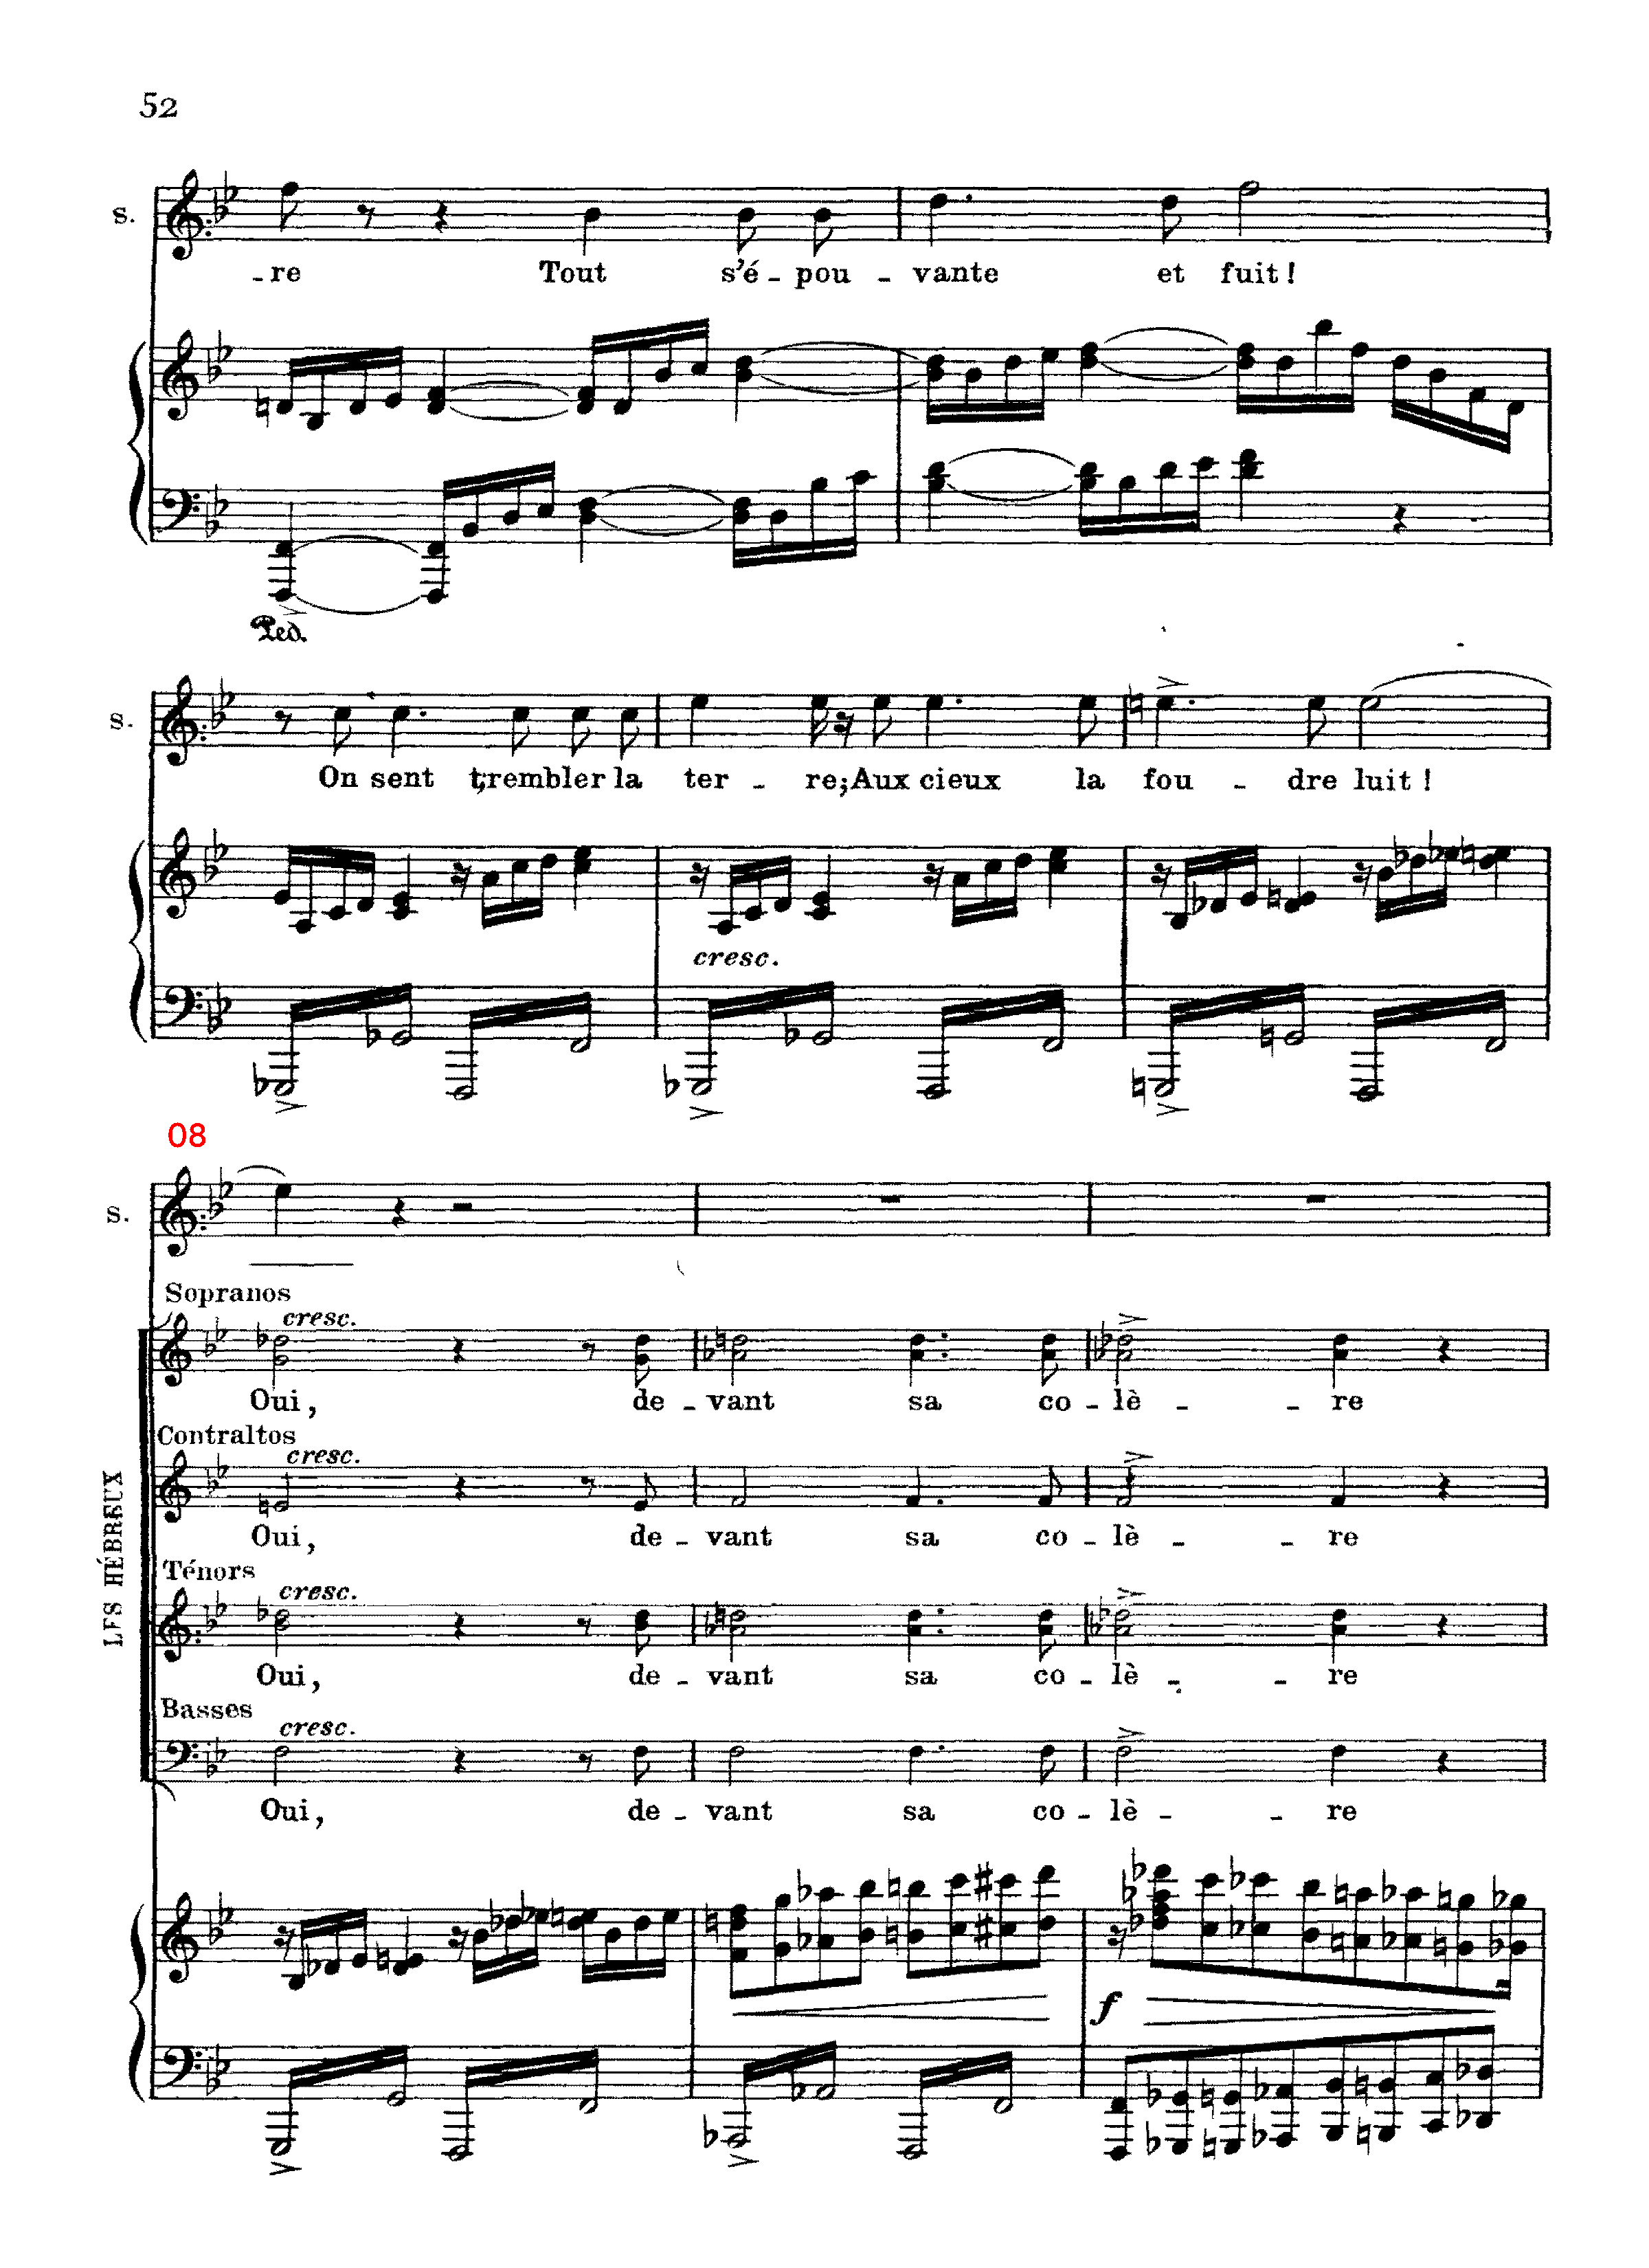 52
S.
-re Tout s'é-pou-vante et fuit!
Ped.
S.
On sent trembler la ter-re; Aux cieux la fou-dre luit!
cresc.
08
S.
Sopranos
cresc.
Oui, de-vant sa co-lè-re
Contraltos
cresc.
LES HÉBREUX
Oui, de-vant sa co-lè-re
Ténors
cresc.
Oui, de-vant sa co-lè-re
Basses
cresc.
Oui, de-vant sa co-lè-re
f